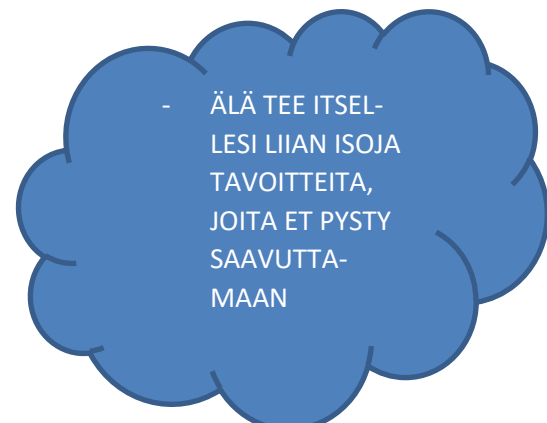 - ÄLÄ TEE ITSEL-
LESI LIIAN ISOJA
TAVOITTEITA,
JOITA ET PYSTY
SAAVUTTA-
MAAN